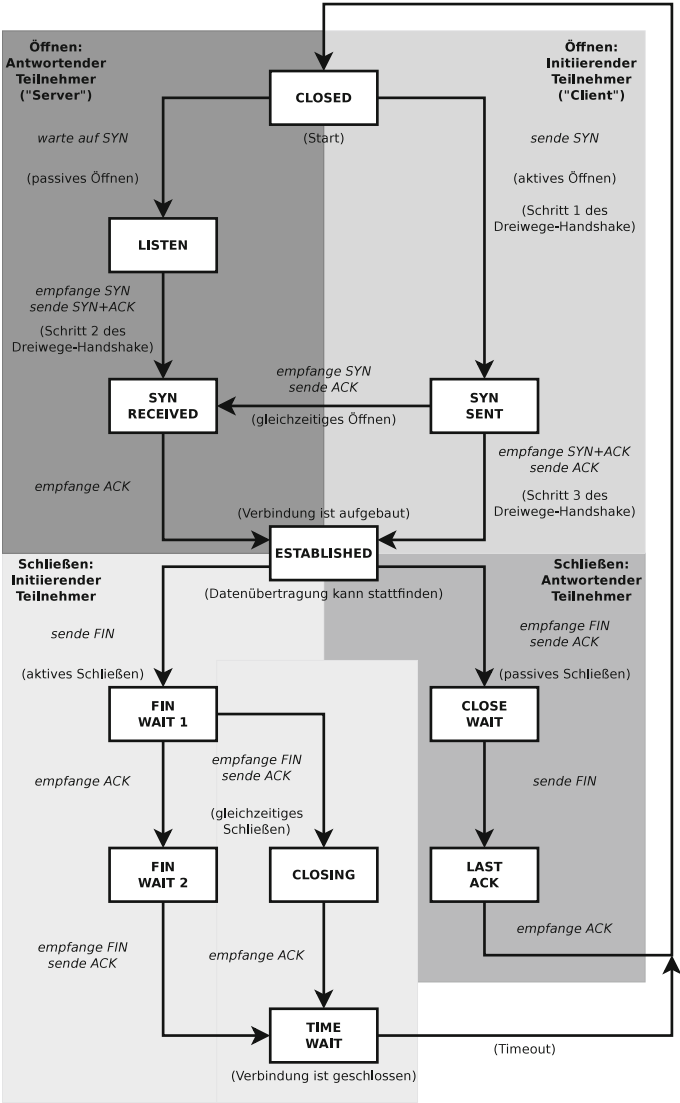 Öffnen:
Antwortender
Teilnehmer
("Server")
Öffnen:
Initiierender
Teilnehmer
("Client")
CLOSED
(Start)
warte auf SYN
(passives Öffnen)
sende SYN
(aktives Öffnen)
(Schritt 1 des
Dreiwege-Handshake)
LISTEN
empfange SYN
sende SYN+ACK
(Schritt 2 des
Dreiwege-Handshake)
empfange SYN
sende ACK
(gleichzeitiges Öffnen)
SYN
RECEIVED
SYN
SENT
empfange ACK
empfange SYN+ACK
sende ACK
(Schritt 3 des
Dreiwege-Handshake)
(Verbindung ist aufgebaut)
ESTABLISHED
(Datenübertragung kann stattfinden)
Schließen:
Initiierender
Teilnehmer
Schließen:
Antwortender
Teilnehmer
sende FIN
(aktives Schließen)
empfange FIN
sende ACK
(passives Schließen)
FIN
WAIT 1
CLOSE
WAIT
empfange ACK
empfange FIN
sende ACK
(gleichzeitiges
Schließen)
sende FIN
FIN
WAIT 2
CLOSING
LAST
ACK
empfange FIN
sende ACK
empfange ACK
empfange ACK
TIME
WAIT
(Timeout)
(Verbindung ist geschlossen)